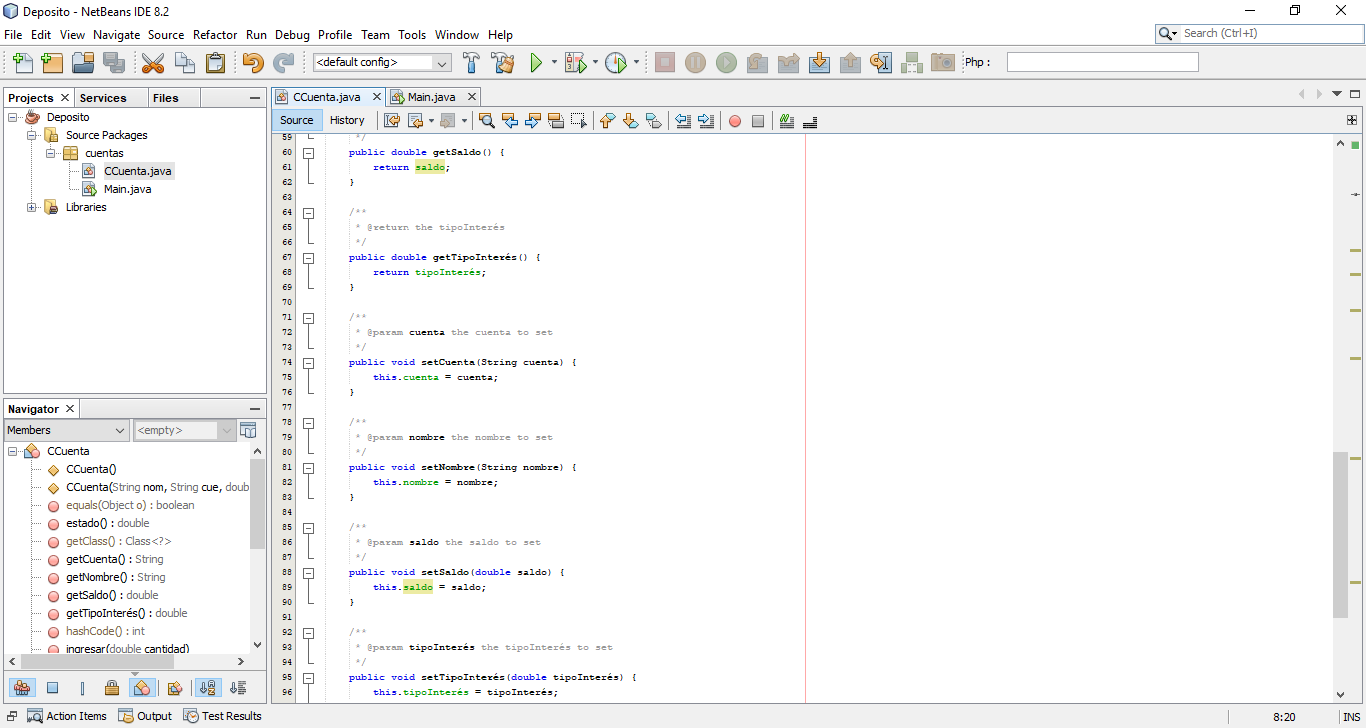 Deposito - NetBeans IDE 8.2
File Edit View Navigate Source Refactor Run Debug Profile Team Tools Window Help
Search (Ctrl+I)
<default config>
Php :
Projects Services Files
Deposito
Source Packages
cuentas
CCuenta.java
Main.java
Libraries
Navigator
Members <empty>
CCuenta
CCuenta()
CCuenta(String nom, String cue, doub
equals(Object o) : boolean
estado() : double
getClass() : Class<?>
getCuenta() : String
getNombre() : String
getSaldo() : double
getTipoInterés() : double
hashCode() : int
ingresar(double cantidad)
CCuenta.java Main.java
Source History
59 */
60 public double getSaldo() {
61 return saldo;
62 }
63
64 /**
65 * @return the tipoInterés
66 */
67 public double getTipoInterés() {
68 return tipoInterés;
69 }
70
71 /**
72 * @param cuenta the cuenta to set
73 */
74 public void setCuenta(String cuenta) {
75 this.cuenta = cuenta;
76 }
77
78 /**
79 * @param nombre the nombre to set
80 */
81 public void setNombre(String nombre) {
82 this.nombre = nombre;
83 }
84
85 /**
86 * @param saldo the saldo to set
87 */
88 public void setSaldo(double saldo) {
89 this.saldo = saldo;
90 }
91
92 /**
93 * @param tipoInterés the tipoInterés to set
94 */
95 public void setTipoInterés(double tipoInterés) {
96 this.tipoInterés = tipoInterés;
Action Items Output Test Results
8:20 INS